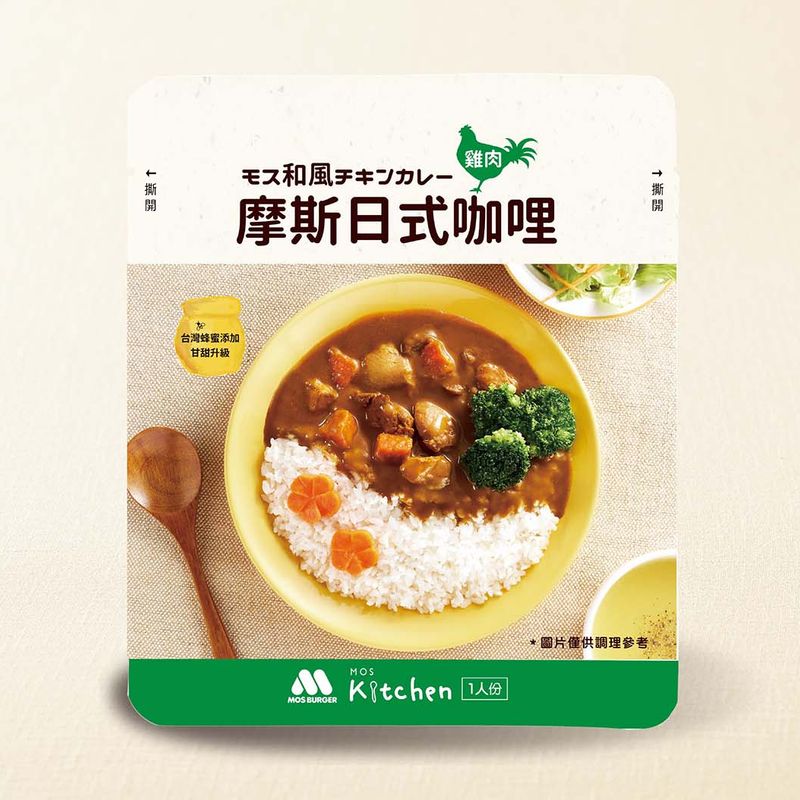 雞肉
モス和風チキンカレー
摩斯日式咖哩
←
撕開
→
撕開
台灣蜂蜜添加
甘甜升級
*圖片僅供調理參考
MOS BURGER
MOS
Kitchen
1人份